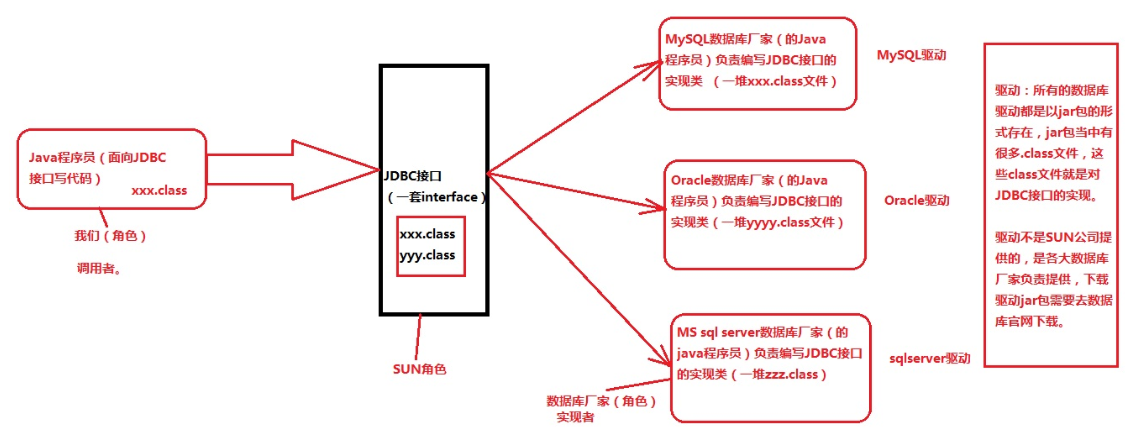 Java程序员（面向JDBC
接口写代码）
xxx.class
我们（角色）
调用者。
JDBC接口
（一套interface）
xxx.class
yyy.class
SUN角色
MySQL数据库厂家（的Java
程序员）负责编写JDBC接口的
实现类 （一堆xxx.class文件）
MySQL驱动
Oracle数据库厂家（的Java
程序员）负责编写JDBC接口的
实现类（一堆yyyy.class文件）
Oracle驱动
MS sql server数据库厂家（的
java程序员）负责编写JDBC接口
的实现类（一堆zzz.class）
sqlserver驱动
数据库厂家（角色）
实现者
驱动：所有的数据库
驱动都是以jar包的形
式存在，jar包当中有
很多.class文件，这
些class文件就是对
JDBC接口的实现。
驱动不是SUN公司提
供的，是各大数据库
厂家负责提供，下载
驱动jar包需要去数据
库官网下载。